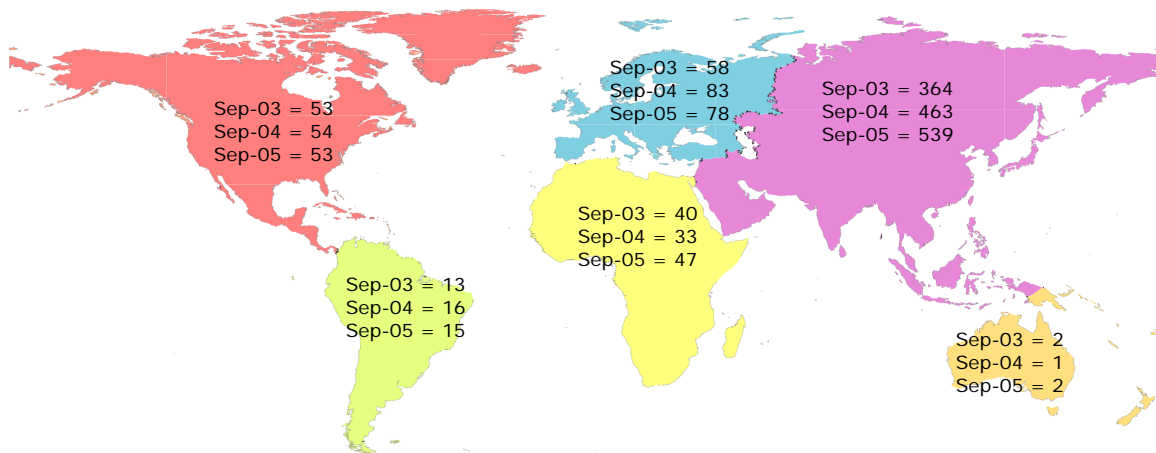 Sep-03 = 53
Sep-04 = 54
Sep-05 = 53
Sep-03 = 58
Sep-04 = 83
Sep-05 = 78
Sep-03 = 364
Sep-04 = 463
Sep-05 = 539
Sep-03 = 40
Sep-04 = 33
Sep-05 = 47
Sep-03 = 13
Sep-04 = 16
Sep-05 = 15
Sep-03 = 2
Sep-04 = 1
Sep-05 = 2